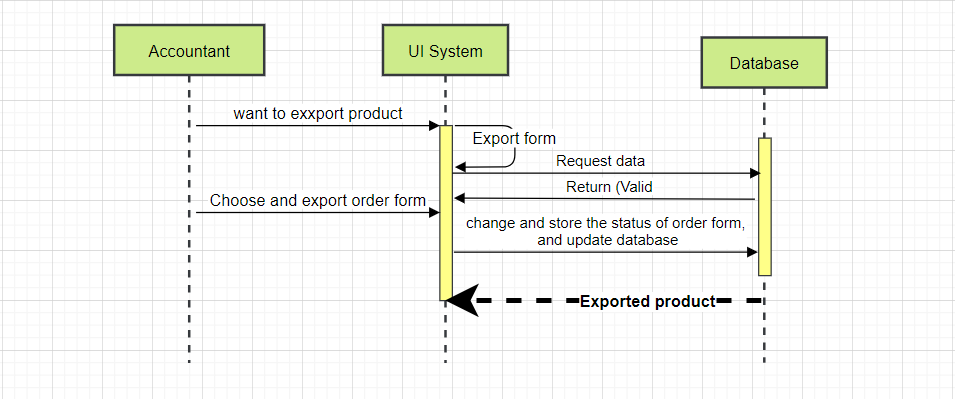 Accountant
UI System
Database
want to exxport product
Export form
Request data
Return (Valid
Choose and export order form
change and store the status of order form,
and update database
Exported product